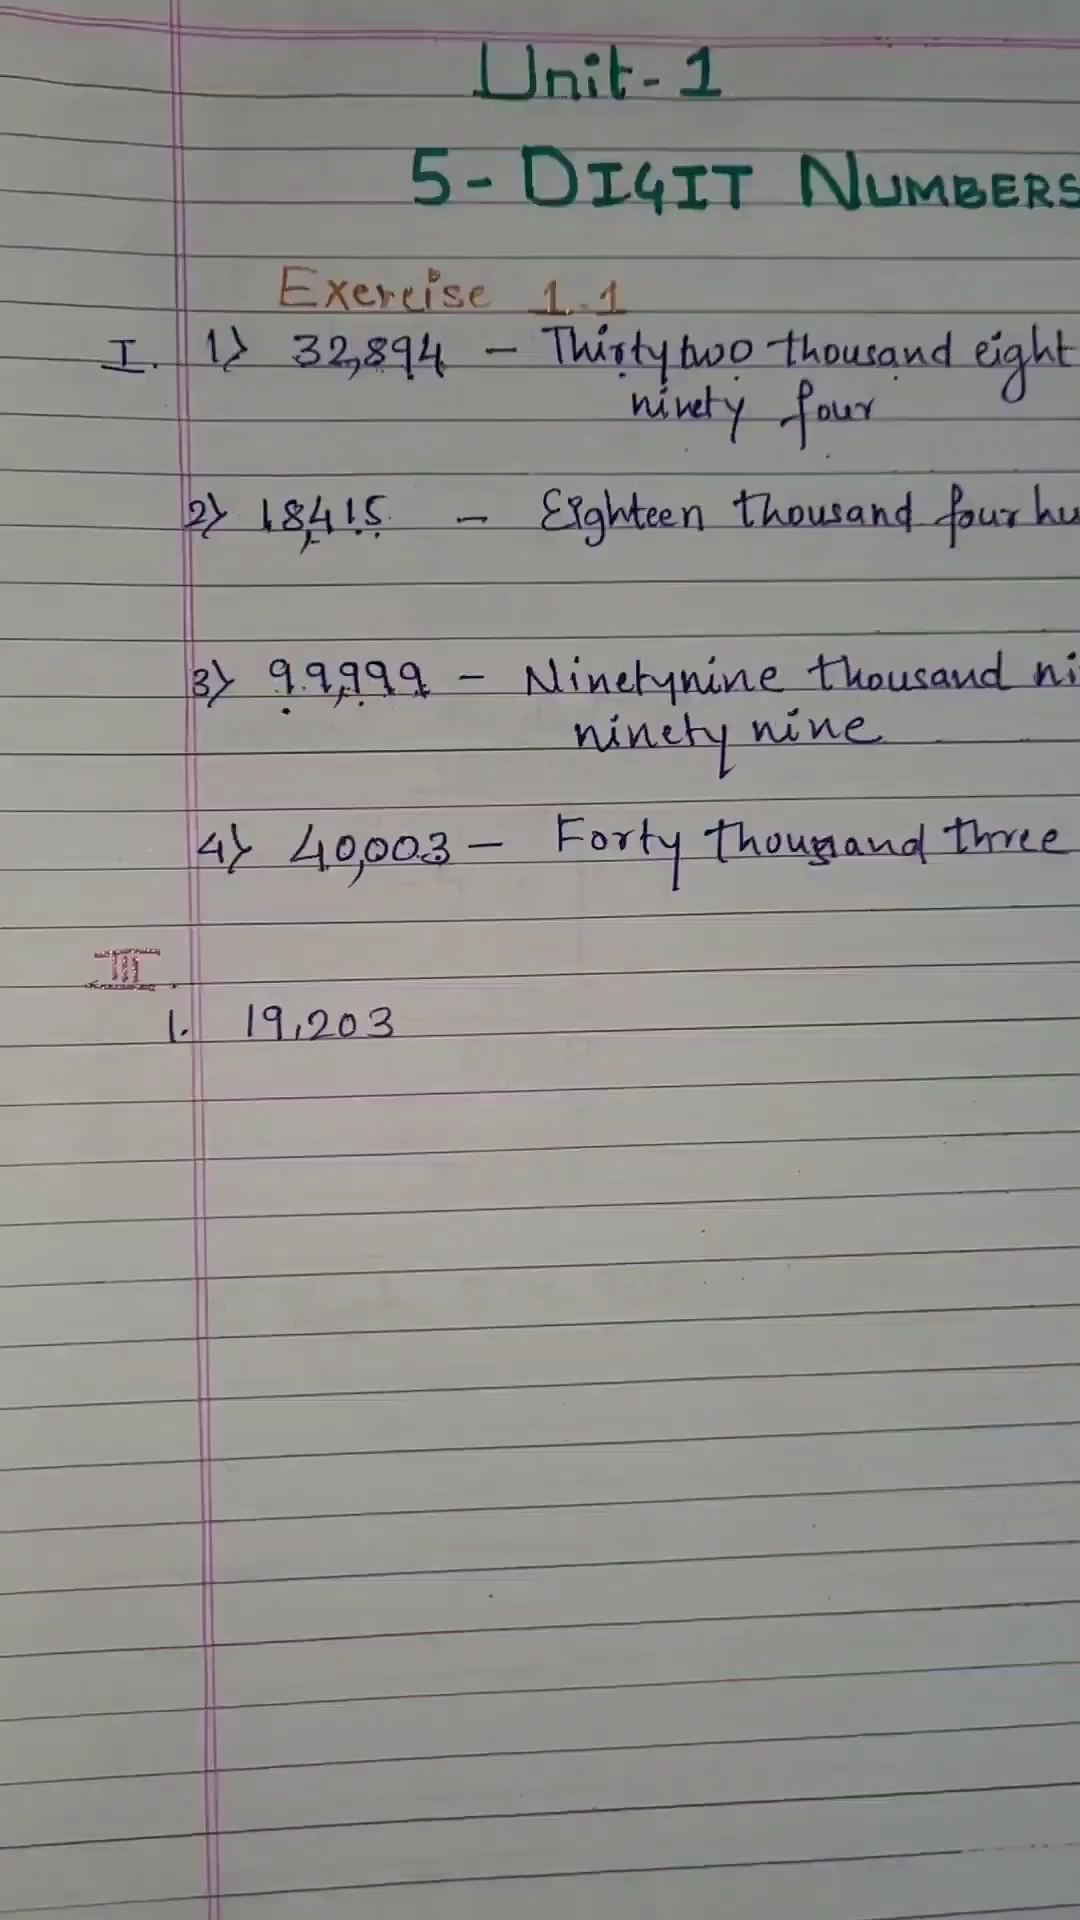 Unit-1
5-DIGIT NUMBERS
Exercise 1.1
I. 1) 32,894 - Thirty two thousand eight
ninety four
2) 18,415 - Eighteen thousand four hu
3) 99,999 - Ninetynine thousand ni
ninety nine
4) 40,003 - Forty thousand three
III.
1. 19,203